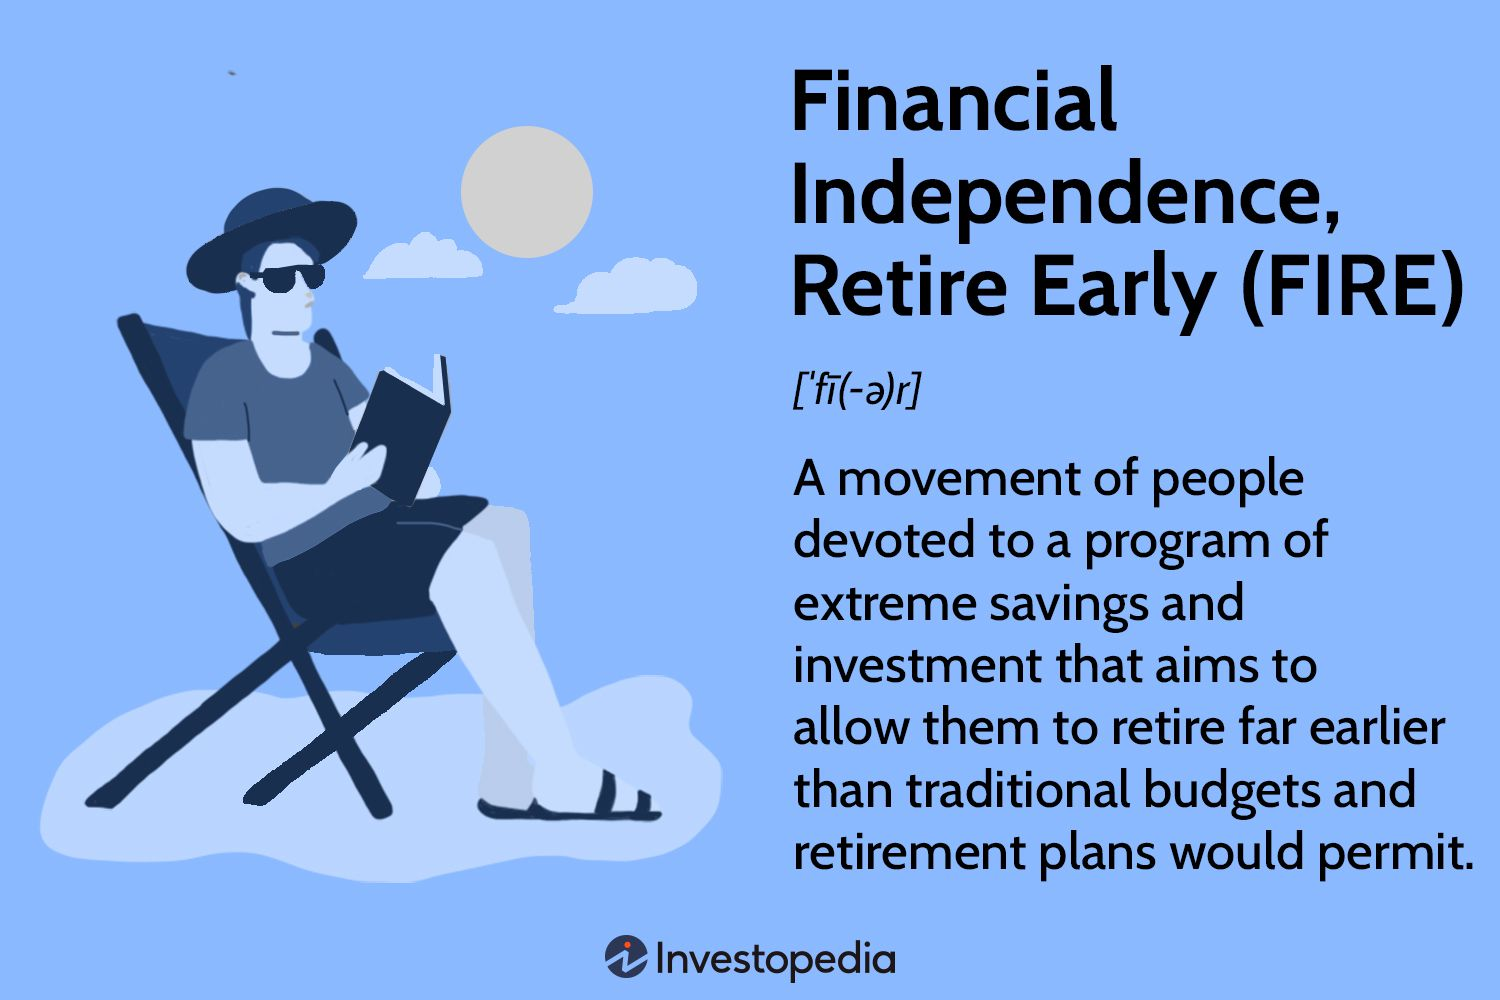 Financial
Independence,
Retire Early (FIRE)
[ˈfī(-ə)r]
A movement of people
devoted to a program of
extreme savings and
investment that aims to
allow them to retire far earlier
than traditional budgets and
retirement plans would permit.
Investopedia